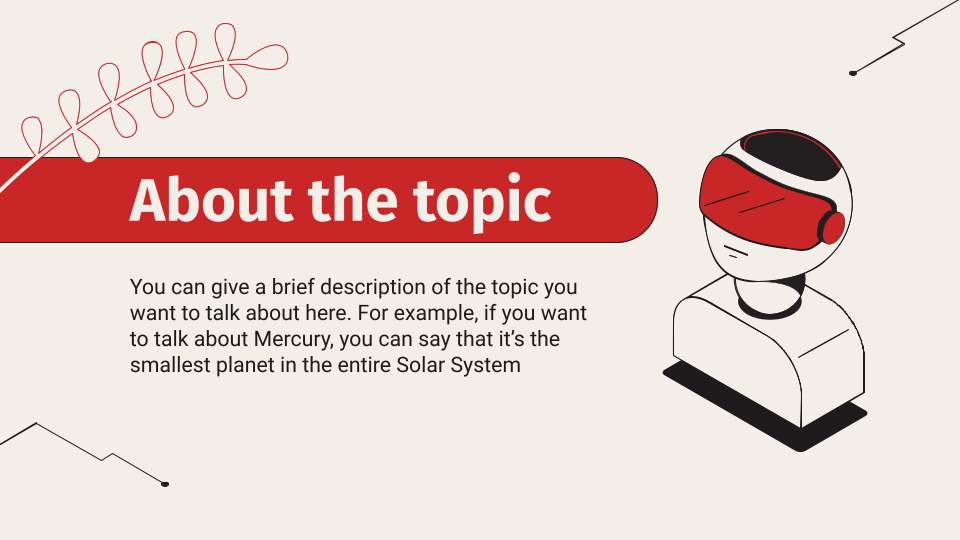 About the topic
You can give a brief description of the topic you
want to talk about here. For example, if you want
to talk about Mercury, you can say that it’s the
smallest planet in the entire Solar System